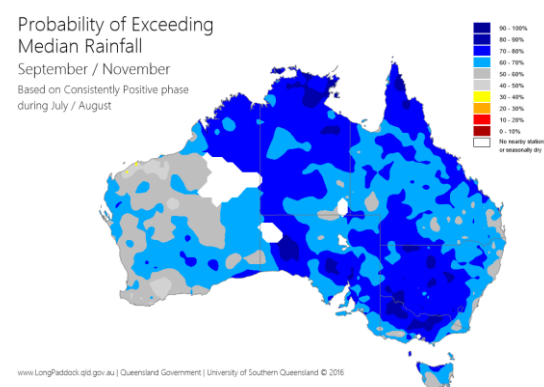 Probability of Exceeding
Median Rainfall
September / November
Based on Consistently Positive phase
during July / August
90 - 100%
80 - 90%
70 - 80%
60 - 70%
50 - 60%
40 - 50%
30 - 40%
20 - 30%
10 - 20%
0 - 10%
No nearby station
or seasonally dry
www.LongPaddock.qld.gov.au | Queensland Government | University of Southern Queensland © 2016